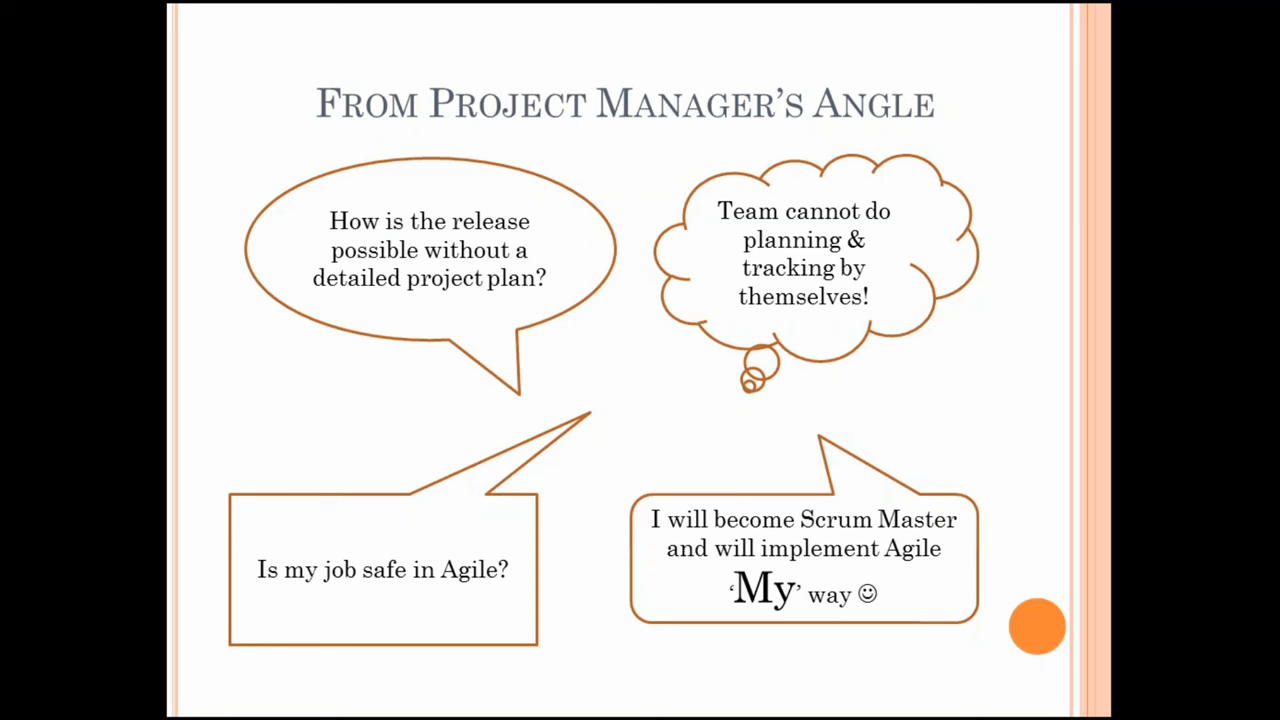 FROM PROJECT MANAGER'S ANGLE
How is the release
possible without a
detailed project plan?
Team cannot do
planning &
tracking by
themselves!
Is my job safe in Agile?
I will become Scrum Master
and will implement Agile
‘My’ way ☺